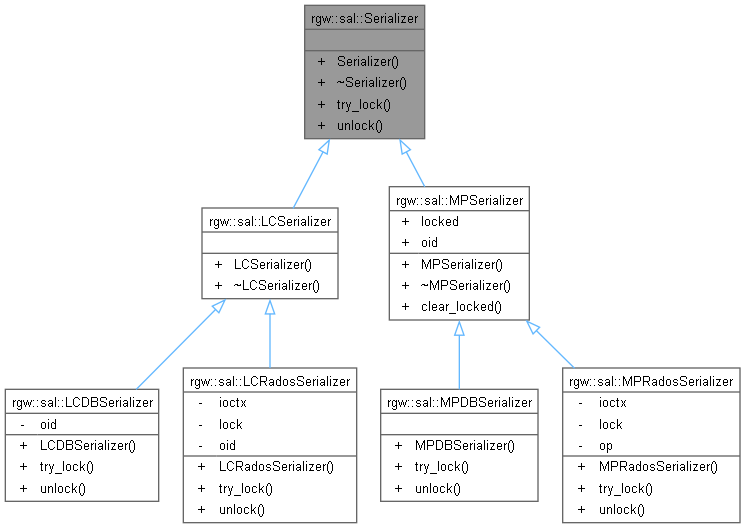 rgw::sal::Serializer
+ Serializer()
+ ~Serializer()
+ try_lock()
+ unlock()
rgw::sal::LCSerializer
+ LCSerializer()
+ ~LCSerializer()
rgw::sal::MPSerializer
+ locked
+ oid
+ MPSerializer()
+ ~MPSerializer()
+ clear_locked()
rgw::sal::LCDBSerializer
- oid
+ LCDBSerializer()
+ try_lock()
+ unlock()
rgw::sal::LCRadosSerializer
- ioctx
- lock
- oid
+ LCRadosSerializer()
+ try_lock()
+ unlock()
rgw::sal::MPDBSerializer
+ MPDBSerializer()
+ try_lock()
+ unlock()
rgw::sal::MPRadosSerializer
- ioctx
- lock
- op
+ MPRadosSerializer()
+ try_lock()
+ unlock()